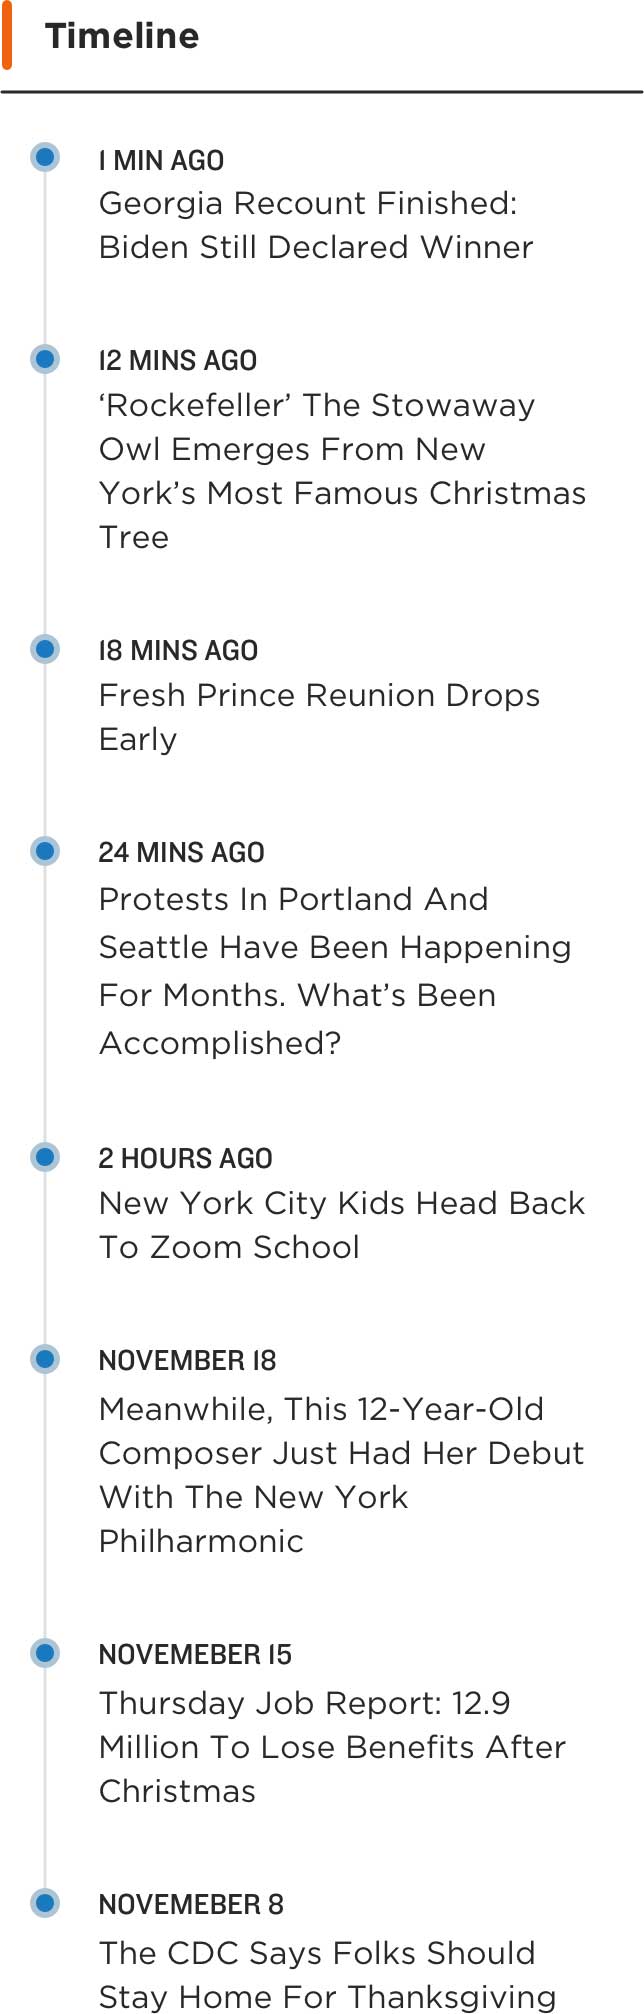 Timeline
1 MIN AGO
Georgia Recount Finished:
Biden Still Declared Winner
12 MINS AGO
‘Rockefeller’ The Stowaway
Owl Emerges From New
York’s Most Famous Christmas
Tree
18 MINS AGO
Fresh Prince Reunion Drops
Early
24 MINS AGO
Protests In Portland And
Seattle Have Been Happening
For Months. What’s Been
Accomplished?
2 HOURS AGO
New York City Kids Head Back
To Zoom School
NOVEMBER 18
Meanwhile, This 12-Year-Old
Composer Just Had Her Debut
With The New York
Philharmonic
NOVEMEBER 15
Thursday Job Report: 12.9
Million To Lose Benefits After
Christmas
NOVEMEBER 8
The CDC Says Folks Should
Stay Home For Thanksgiving